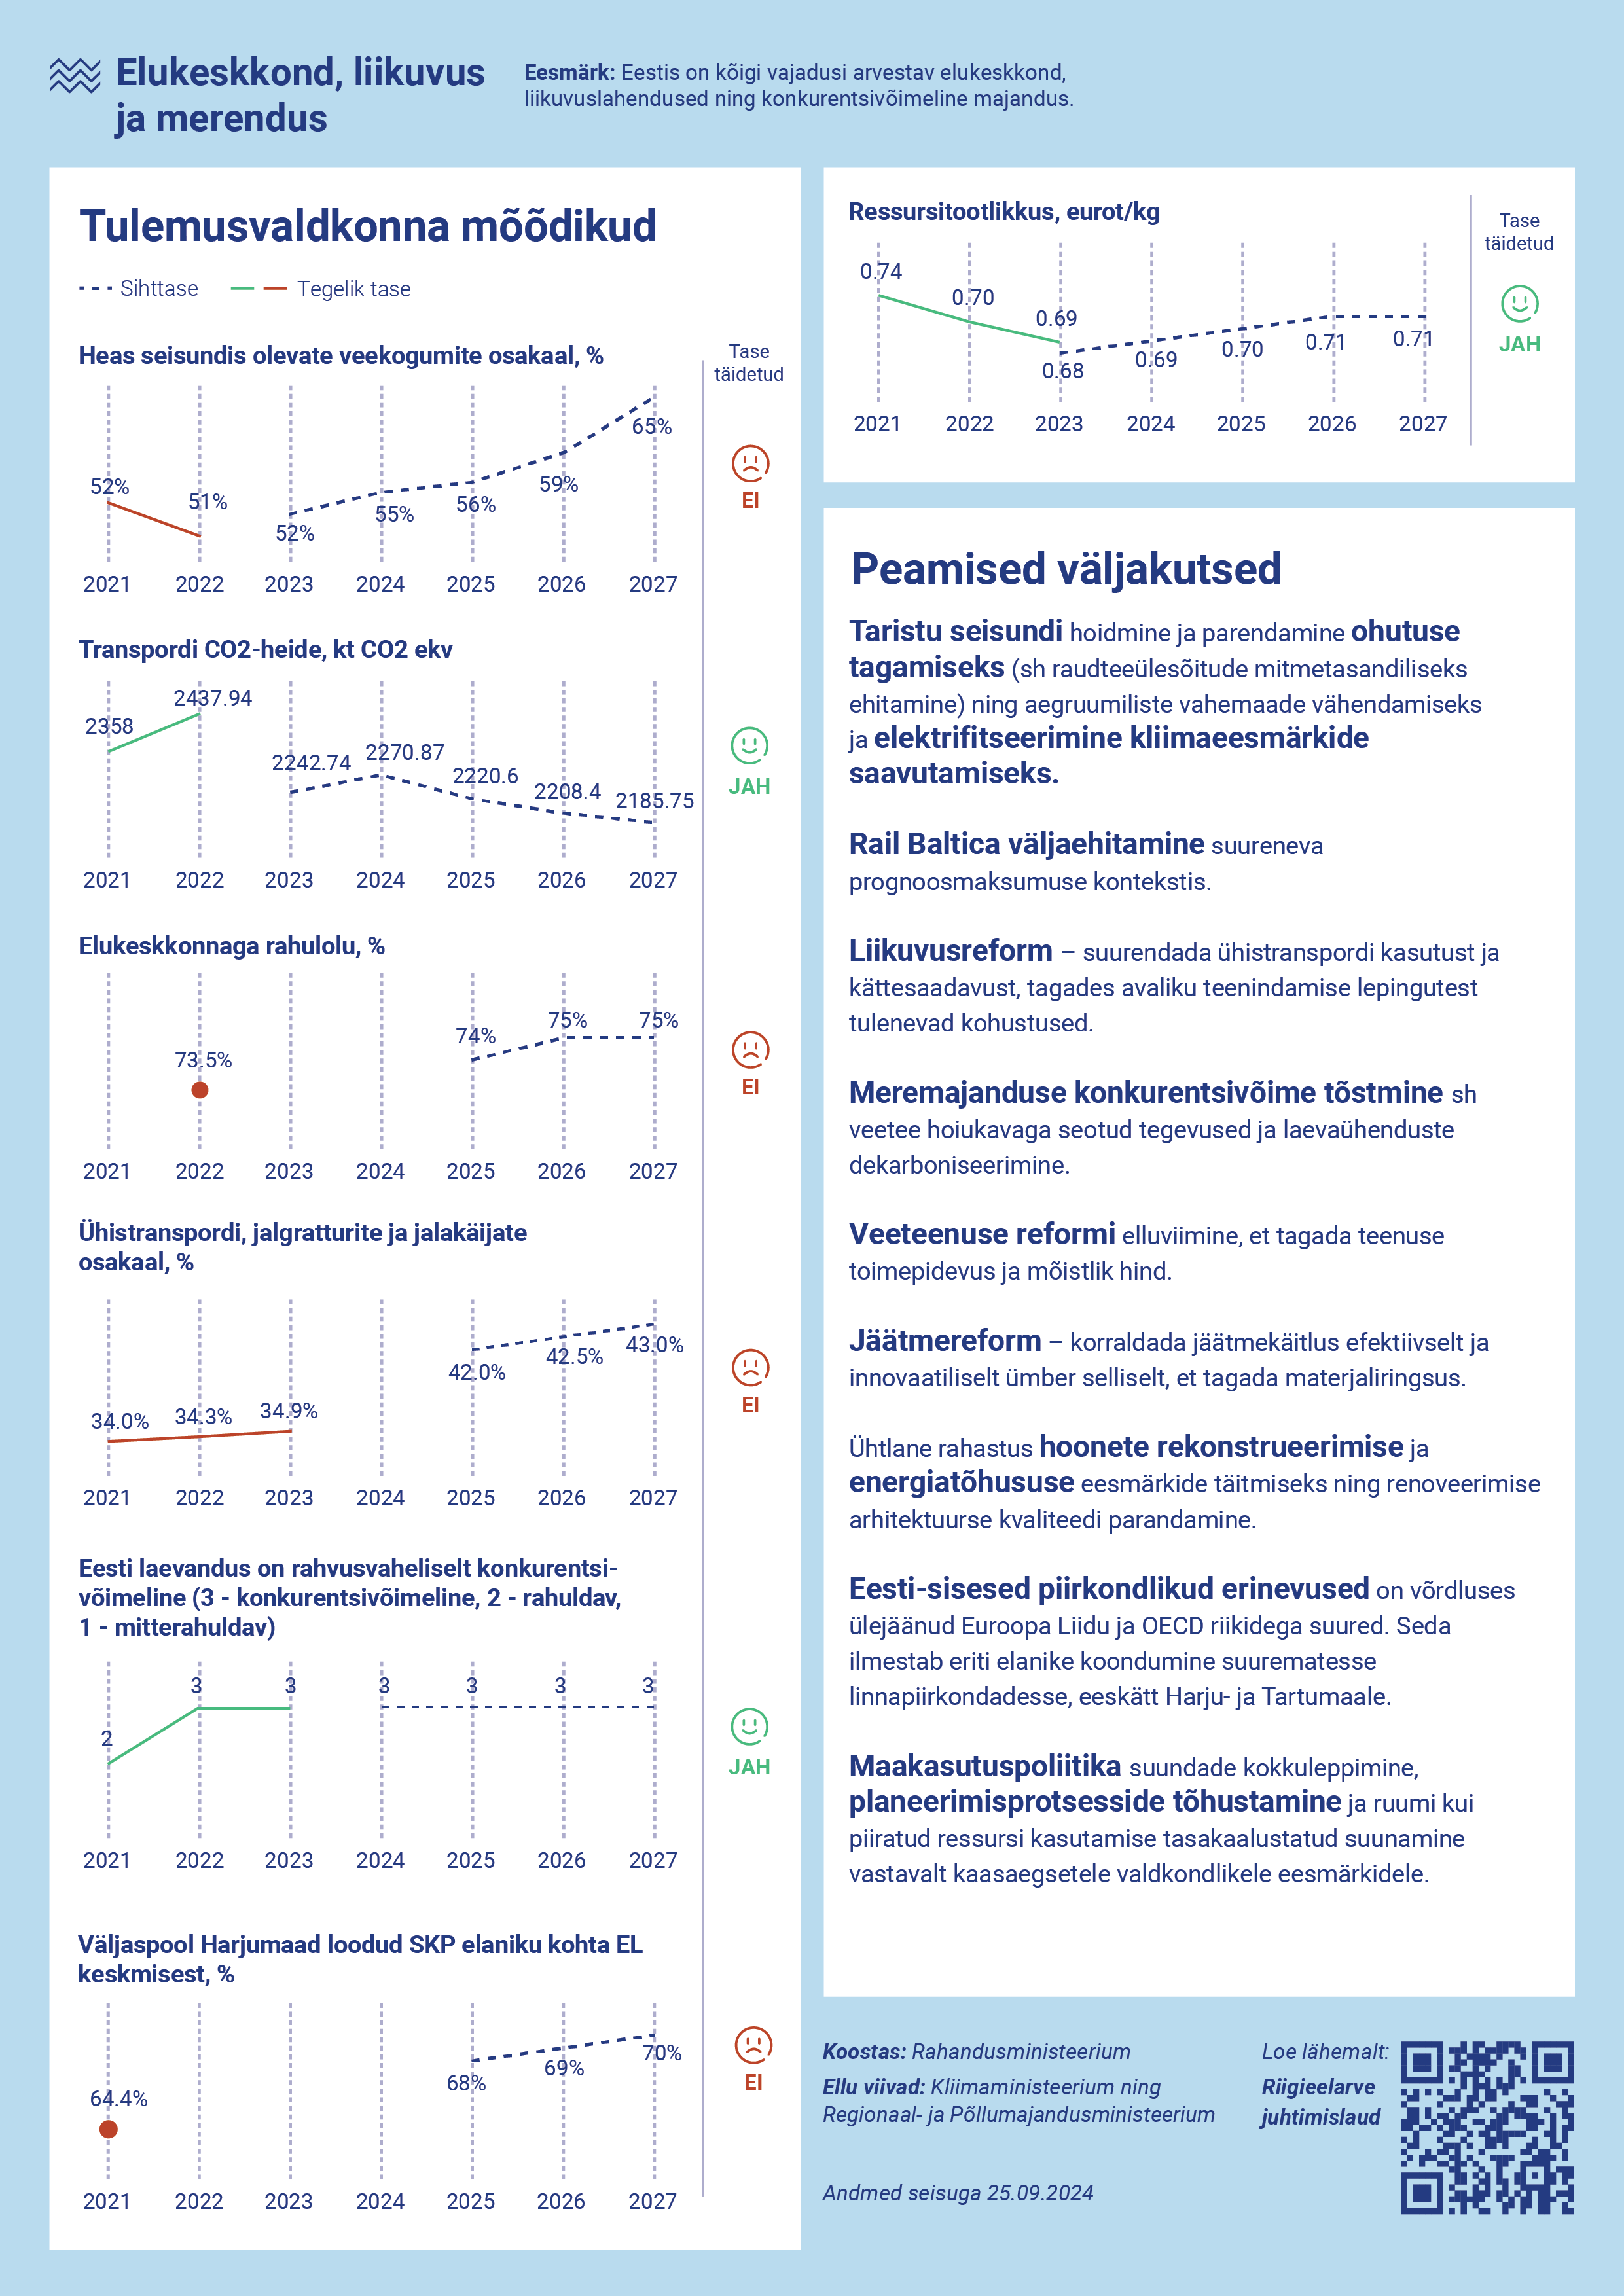 Elukeskkond, liikuvus
ja merendus
Eesmärk: Eestis on kõigi vajadusi arvestav elukeskkond,
liikuvuslahendused ning konkurentsivõimeline majandus.
Tulemusvaldkonna mõõdikud
Sihttase
Tegelik tase
Tase
täidetud
Heas seisundis olevate veekogumite osakaal, %
52%
51%
52%
55%
56%
59%
65%
2021 2022 2023 2024 2025 2026 2027
EI
Transpordi CO2-heide, kt CO2 ekv
2358
2437.94
2242.74
2270.87
2220.6
2208.4
2185.75
2021 2022 2023 2024 2025 2026 2027
JAH
Elukeskkonnaga rahulolu, %
73.5%
74%
75%
75%
2021 2022 2023 2024 2025 2026 2027
EI
Ühistranspordi, jalgratturite ja jalakäijate
osakaal, %
34.0%
34.3%
34.9%
42.0%
42.5%
43.0%
2021 2022 2023 2024 2025 2026 2027
EI
Eesti laevandus on rahvusvaheliselt konkurentsi-
võimeline (3 - konkurentsivõimeline, 2 - rahuldav,
1 - mitterahuldav)
2
3
3
3
3
3
3
2021 2022 2023 2024 2025 2026 2027
JAH
Väljaspool Harjumaad loodud SKP elaniku kohta EL
keskmisest, %
64.4%
68%
69%
70%
2021 2022 2023 2024 2025 2026 2027
EI
Ressursitootlikkus, eurot/kg
Tase
täidetud
0.74
0.70
0.69
0.68
0.69
0.70
0.71
0.71
2021 2022 2023 2024 2025 2026 2027
JAH
Peamised väljakutsed
Taristu seisundi hoidmine ja parendamine ohutuse
tagamiseks (sh raudteeülesõitude mitmetasandiliseks
ehitamine) ning aegruumiliste vahemaade vähendamiseks
ja elektrifitseerimine kliimaeesmärkide
saavutamiseks.
Rail Baltica väljaehitamine suureneva
prognoosmaksumuse kontekstis.
Liikuvusreform – suurendada ühistranspordi kasutust ja
kättesaadavust, tagades avaliku teenindamise lepingutest
tulenevad kohustused.
Meremajanduse konkurentsivõime tõstmine sh
veetee hoiukavaga seotud tegevused ja laevaühenduste
dekarboniseerimine.
Veeteenuse reformi elluviimine, et tagada teenuse
toimepidevus ja mõistlik hind.
Jäätmereform – korraldada jäätmekäitlus efektiivselt ja
innovaatiliselt ümber selliselt, et tagada materjaliringsus.
Ühtlane rahastus hoonete rekonstrueerimise ja
energiatõhususe eesmärkide täitmiseks ning renoveerimise
arhitektuurse kvaliteedi parandamine.
Eesti-sisesed piirkondlikud erinevused on võrdluses
ülejäänud Euroopa Liidu ja OECD riikidega suured. Seda
ilmestab eriti elanike koondumine suurematesse
linnapiirkondadesse, eeskätt Harju- ja Tartumaale.
Maakasutuspoliitika suundade kokkuleppimine,
planeerimisprotsesside tõhustamine ja ruumi kui
piiratud ressursi kasutamise tasakaalustatud suunamine
vastavalt kaasaegsetele valdkondlikele eesmärkidele.
Koostas: Rahandusministeerium
Ellu viivad: Kliimaministeerium ning
Regionaal- ja Põllumajandusministeerium
Andmed seisuga 25.09.2024
Loe lähemalt:
Riigieelarve
juhtimislaud